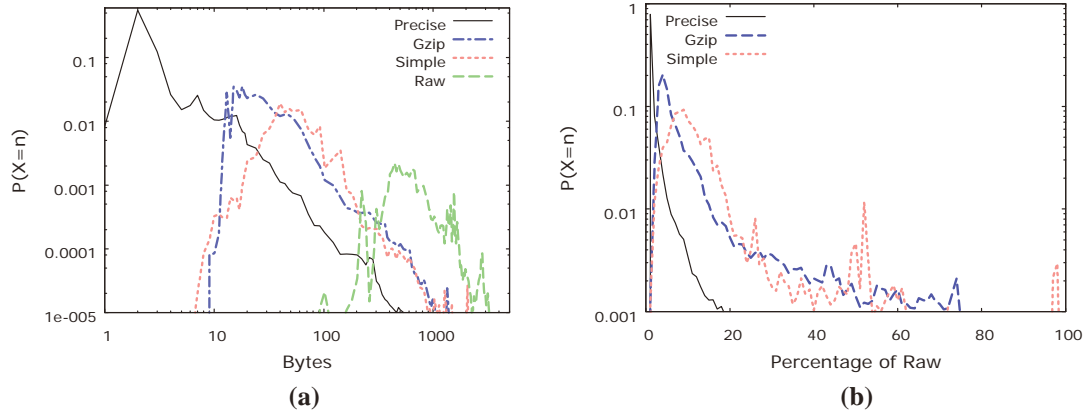 Precise
Gzip
Simple
Raw
0.1
0.01
0.001
0.0001
1e-005
P(X=n)
1 10 100 1000
Bytes
(a)
Precise
Gzip
Simple
1
0.1
0.01
0.001
P(X=n)
0 20 40 60 80 100
Percentage of Raw
(b)